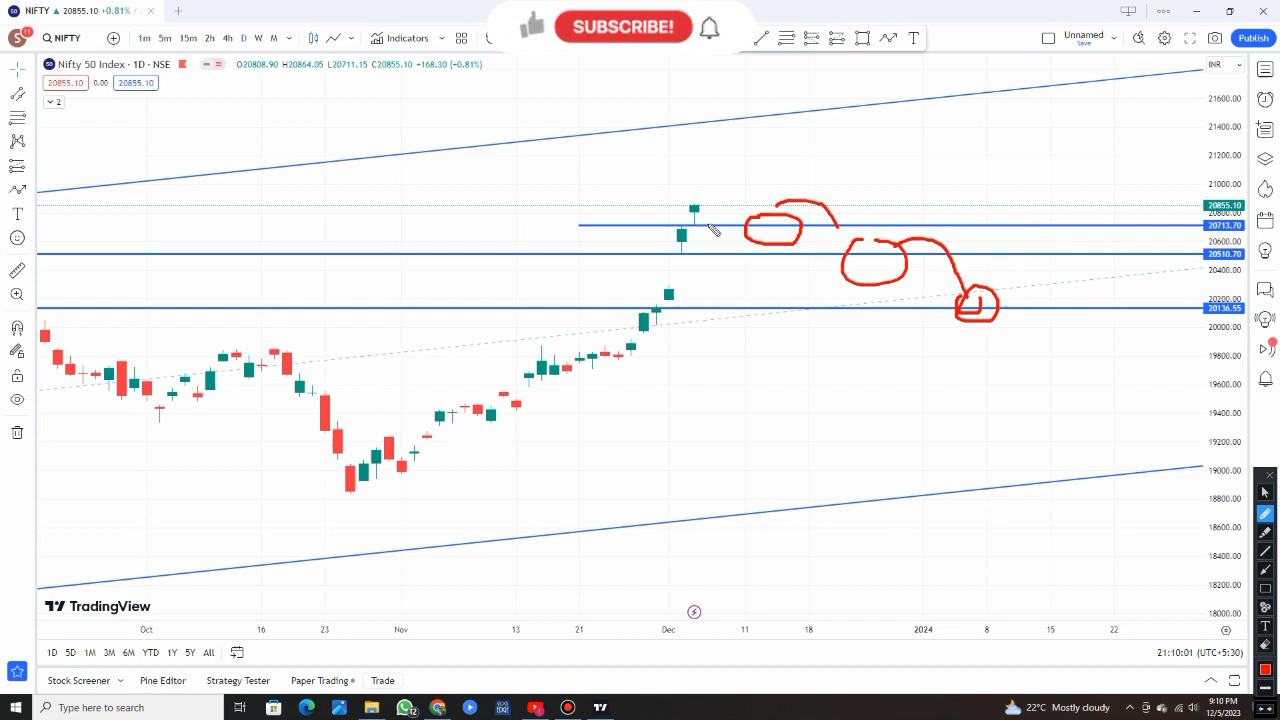 NIFTY ▲ 20855.10 +0.81% /
SUBSCRIBE!
S 11 NIFTY 1m 5m 15m 2h 4h D W M Indicators T Unnamed Save Publish
50 Nifty 50 Index · 1D · NSE O20808.90 H20864.05 L20711.15 C20855.10 +168.30 (+0.81%) INR
20855.10 0.00 20855.10
2
21600.00
21400.00
21200.00
21000.00
20855.10
20800.00
20713.70
20600.00
20510.70
20400.00
20200.00
20136.55
20000.00
19800.00
19600.00
19400.00
19200.00
19000.00
18800.00
18600.00
18400.00
18200.00
18000.00
TradingView
Oct 16 23 Nov 13 21 Dec 11 18 2024 8 15 22
1D 5D 1M 3M 6M YTD 1Y 5Y All 21:10:01 (UTC+5:30)
Stock Screener Pine Editor Strategy Tester Paper Trading Trade
Type here to search 12 22°C Mostly cloudy 9:10 PM
12/5/2023